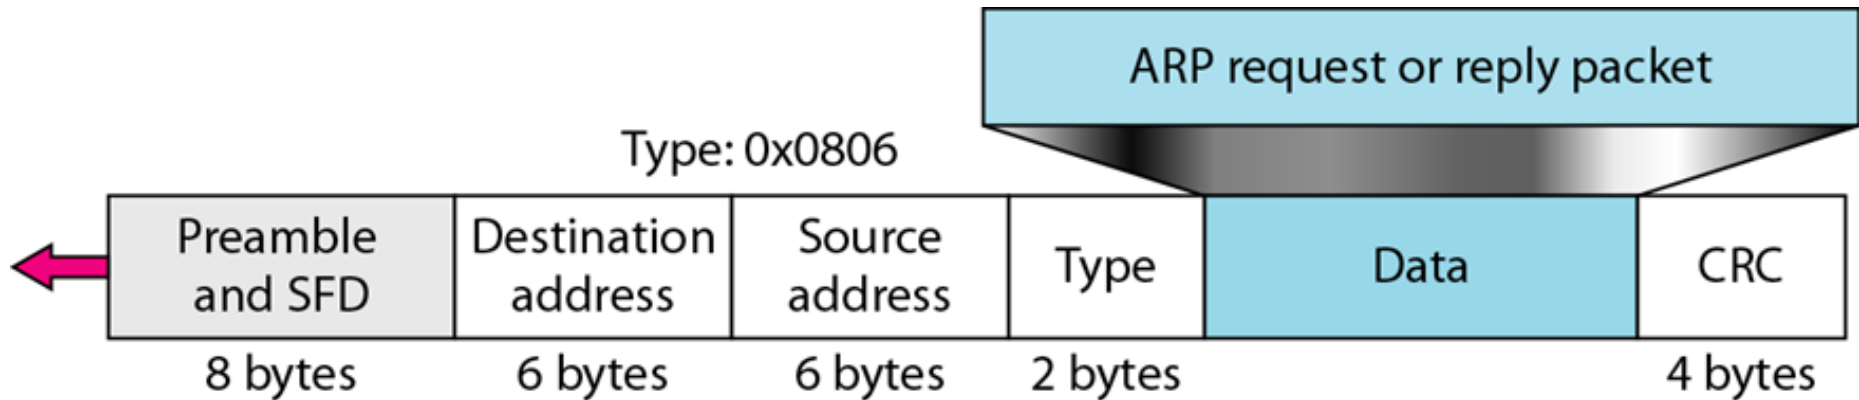 ARP request or reply packet
Type: 0x0806
Preamble
and SFD
Destination
address
Source
address
Type
Data
CRC
8 bytes
6 bytes
6 bytes
2 bytes
4 bytes